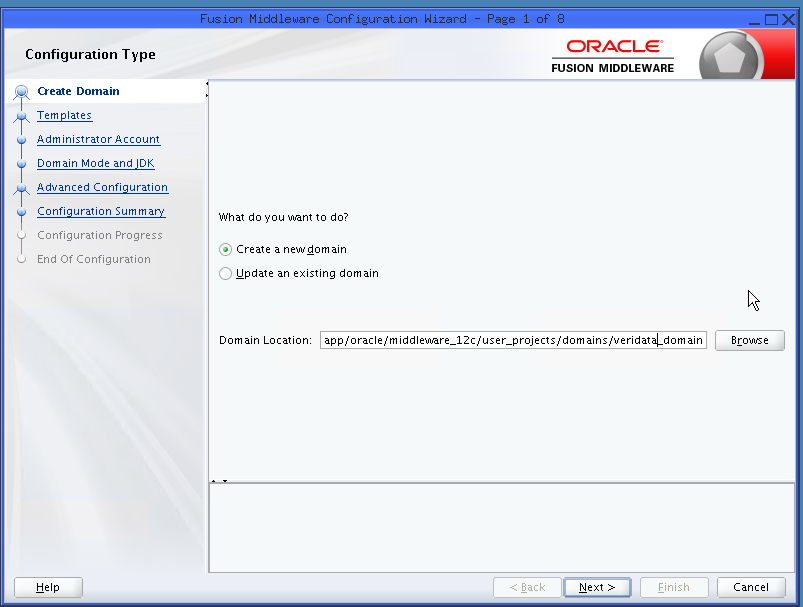 Fusion Middleware Configuration Wizard - Page 1 of 8
Configuration Type
ORACLE
FUSION MIDDLEWARE
Create Domain
Templates
Administrator Account
Domain Mode and JDK
Advanced Configuration
Configuration Summary
Configuration Progress
End Of Configuration
What do you want to do?
Create a new domain
Update an existing domain
Domain Location: app/oracle/middleware_12c/user_projects/domains/veridata_domain Browse
Help < Back Next > Finish Cancel